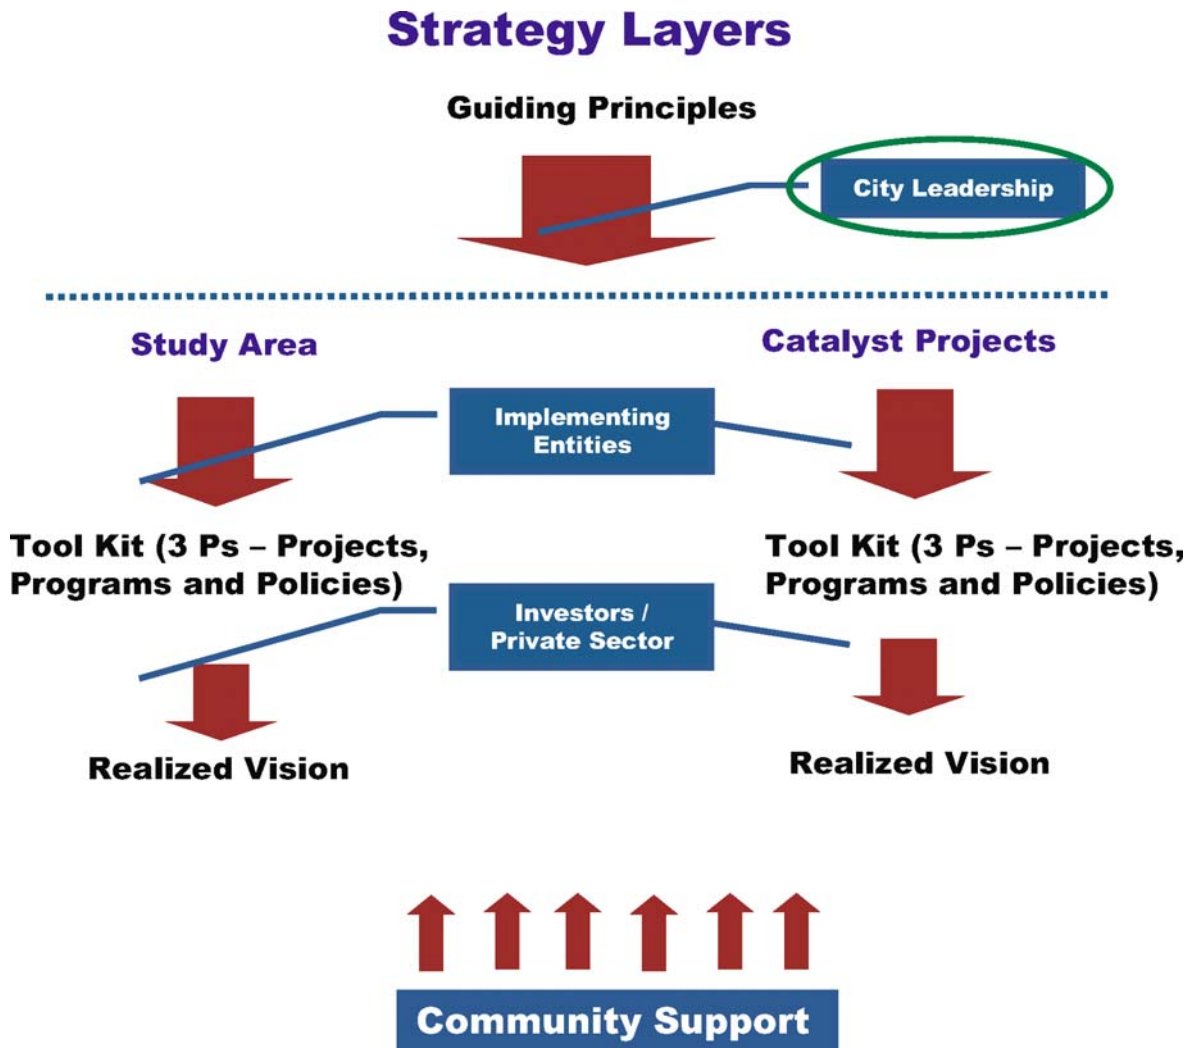 Strategy Layers
Guiding Principles
City Leadership
Study Area
Catalyst Projects
Implementing
Entities
Tool Kit (3 Ps – Projects,
Programs and Policies)
Tool Kit (3 Ps – Projects,
Programs and Policies)
Investors /
Private Sector
Realized Vision
Realized Vision
Community Support